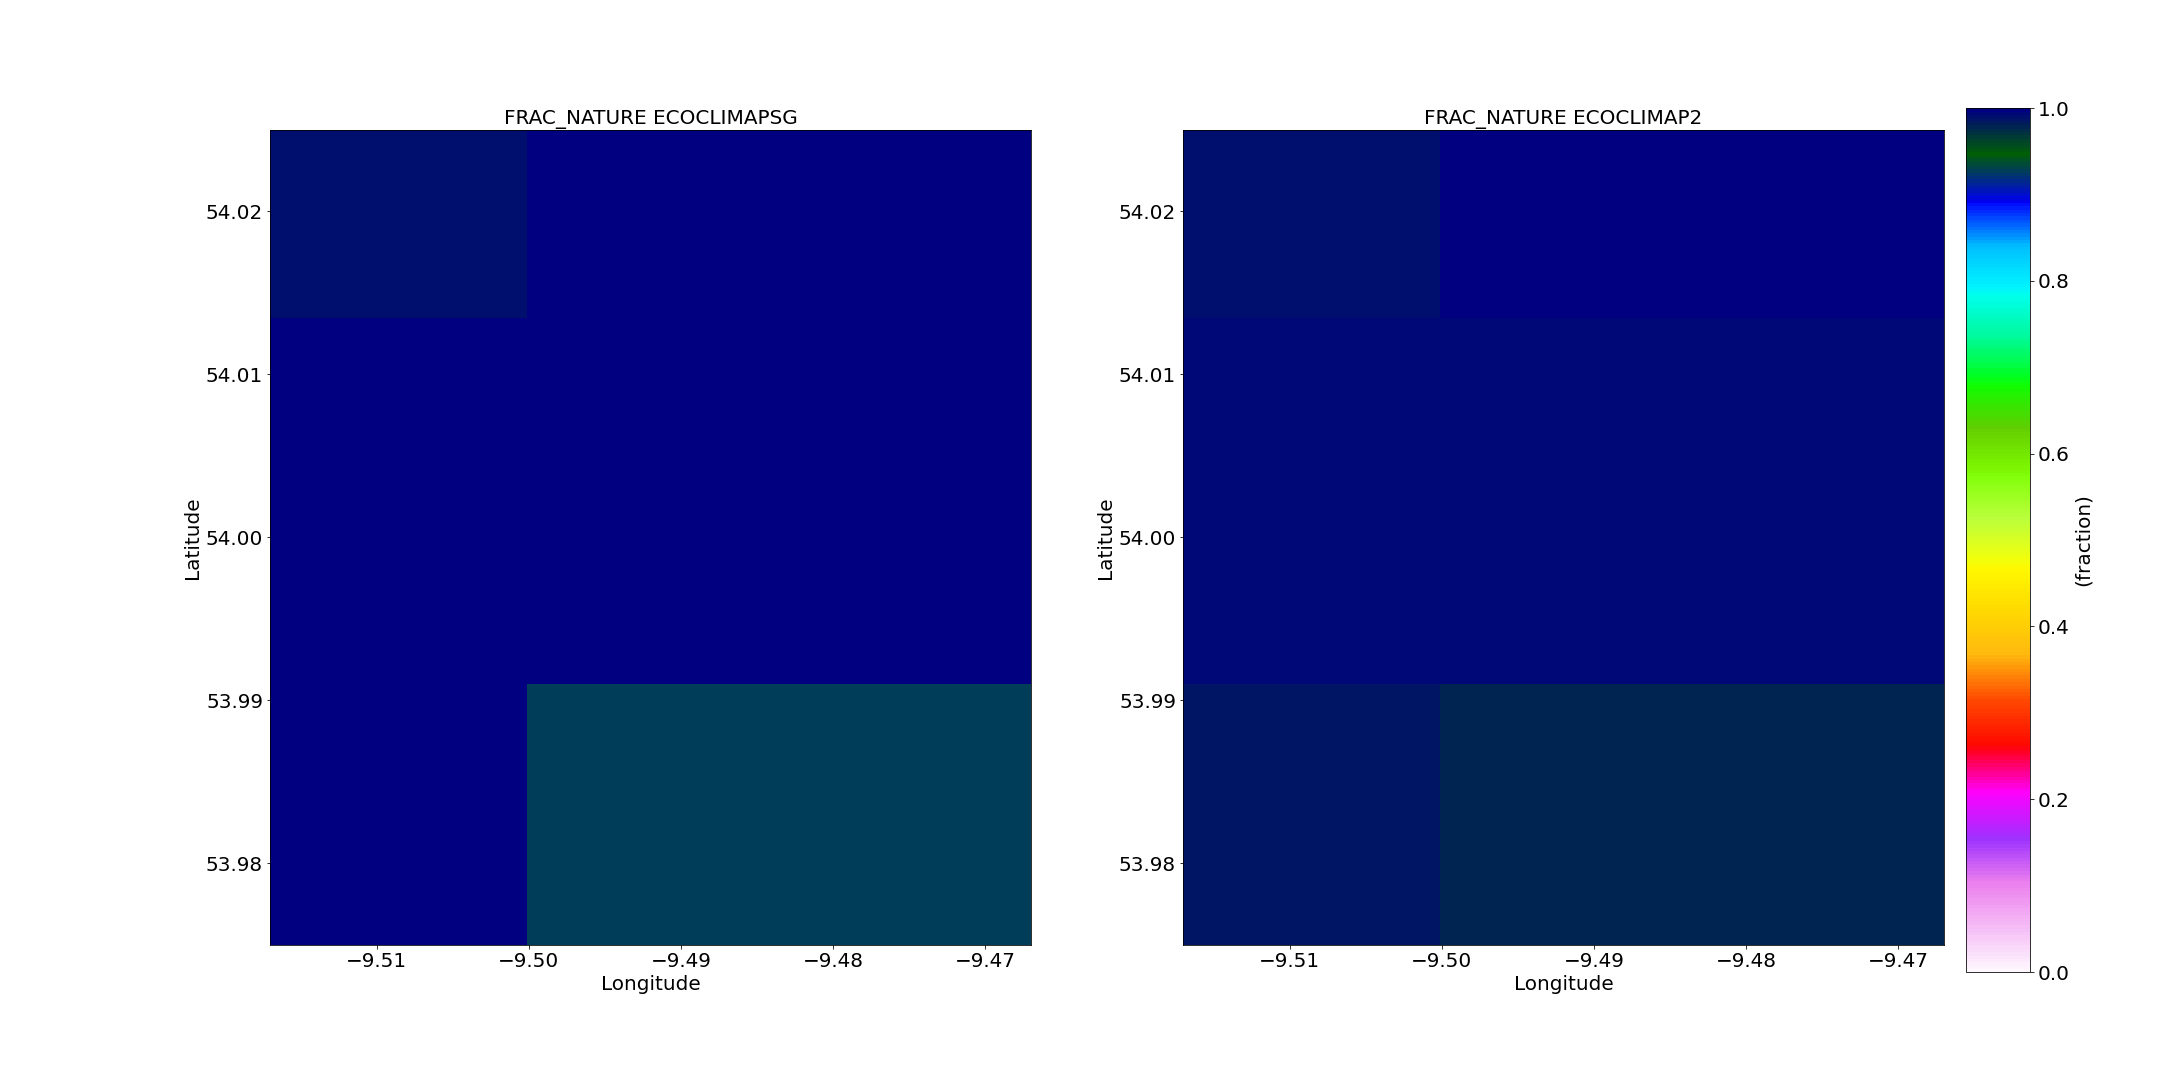 FRAC_NATURE ECOCLIMAPSG
54.02
54.01
54.00
53.99
53.98
Latitude
−9.51 −9.50 −9.49 −9.48 −9.47
Longitude
FRAC_NATURE ECOCLIMAP2
54.02
54.01
54.00
53.99
53.98
Latitude
−9.51 −9.50 −9.49 −9.48 −9.47
Longitude
1.0
0.8
0.6
0.4
0.2
0.0
(fraction)